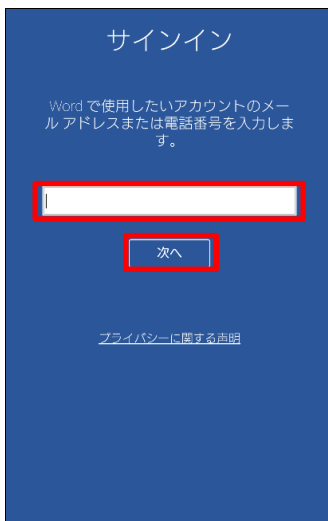 サインイン
Word で使用したいアカウントのメー
ル アドレスまたは電話番号を入力しま
す。
次へ
プライバシーに関する声明